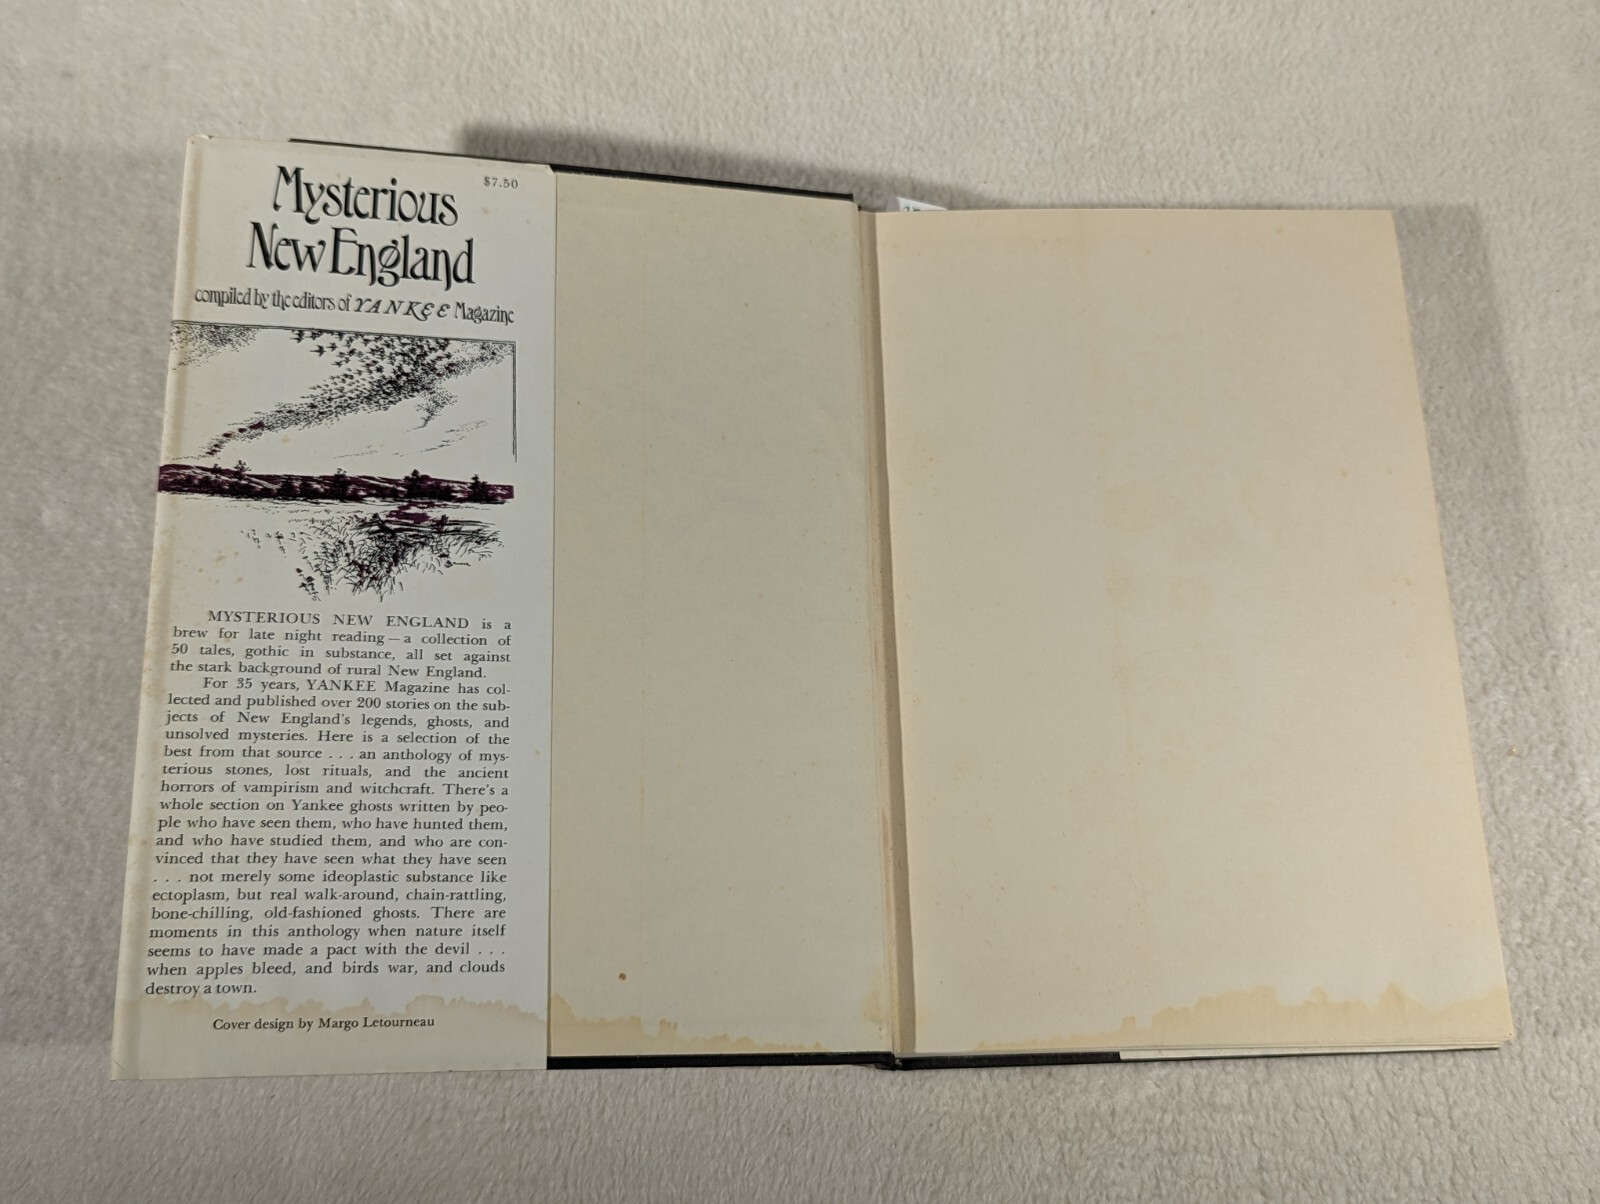 $7.50
Mysterious
New England
compiled by the editors of YANKEE Magazine
MYSTERIOUS NEW ENGLAND is a
brew for late night reading — a collection of
50 tales, gothic in substance, all set against
the stark background of rural New England.
For 35 years, YANKEE Magazine has col-
lected and published over 200 stories on the sub-
jects of New England's legends, ghosts, and
unsolved mysteries. Here is a selection of the
best from that source . . . an anthology of mys-
terious stones, lost rituals, and the ancient
horrors of vampirism and witchcraft. There's a
whole section on Yankee ghosts written by peo-
ple who have seen them, who have hunted them,
and who have studied them, and who are con-
vinced that they have seen what they have seen
. . . not merely some ideoplastic substance like
ectoplasm, but real walk-around, chain-rattling,
bone-chilling, old-fashioned ghosts. There are
moments in this anthology when nature itself
seems to have made a pact with the devil . . .
when apples bleed, and birds war, and clouds
destroy a town.
Cover design by Margo Letourneau